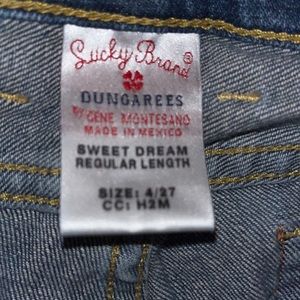 Lucky Brand®
DUNGAREES
BY GENE MONTESANO
MADE IN MEXICO
SWEET DREAM
REGULAR LENGTH
SIZE: 4/27
CC: H2M